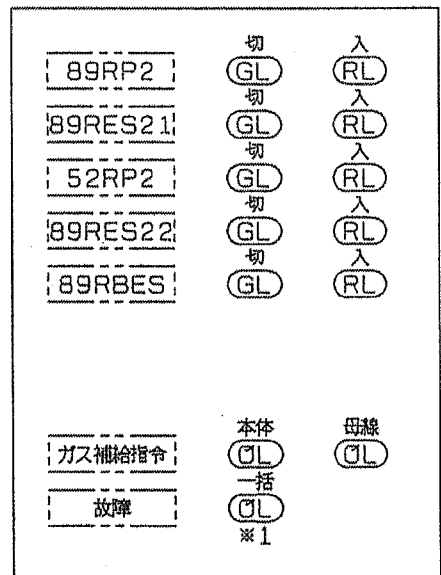 切 入
89RP2 GL RL
切 入
89RES21 GL RL
切 入
52RP2 GL RL
切 入
89RES22 GL RL
切 入
89RBES GL RL
本体 母線
ガス補給指令 OL OL
一括
故障 OL
※1